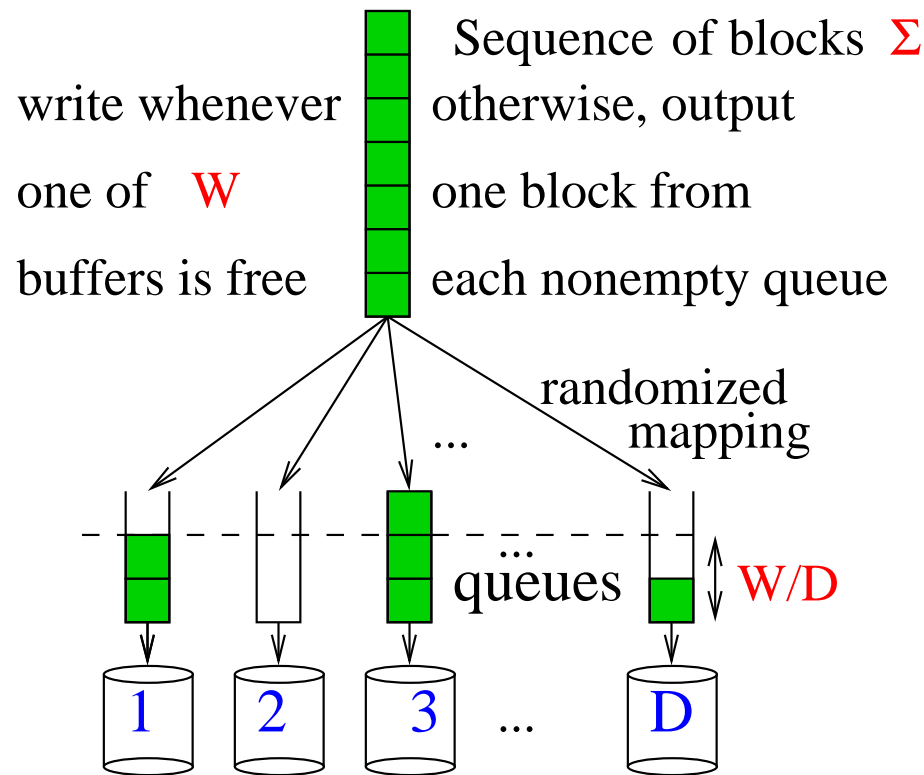 Sequence of blocks Σ
write whenever otherwise, output
one of W one block from
buffers is free each nonempty queue
randomized
... mapping
...
queues W/D
1 2 3 ... D